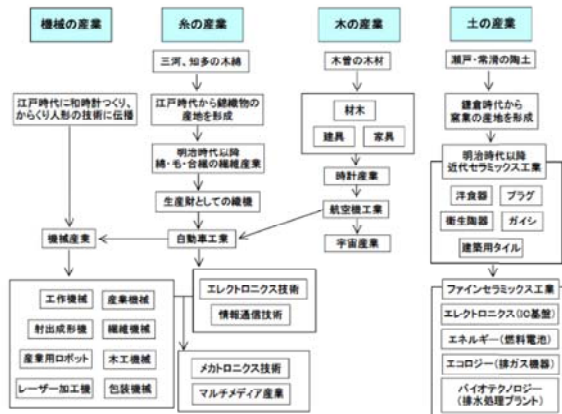 機械の産業
糸の産業
木の産業
土の産業
江戸時代に和時計つくり、
からくり人形の技術に伝播
三河、知多の木綿
江戸時代から綿織物の
産地を形成
明治時代以降
綿・毛・合繊の繊維産業
生産財としての織機
自動車工業
機械産業
木曽の木材
材木
建具
家具
時計産業
航空機工業
宇宙産業
瀬戸・常滑の陶土
鎌倉時代から
窯業の産地を形成
明治時代以降
近代セラミックス工業
洋食器
プラグ
衛生陶器
ガイシ
建築用タイル
工作機械
産業機械
射出成形機
繊維機械
産業用ロボット
木工機械
レーザー加工機
包装機械
エレクトロニクス技術
情報通信技術
メカトロニクス技術
マルチメディア産業
ファインセラミックス工業
エレクトロニクス(IC基盤)
エネルギー(燃料電池)
エコロジー(排ガス機器)
バイオテクノロジー
(排水処理プラント)